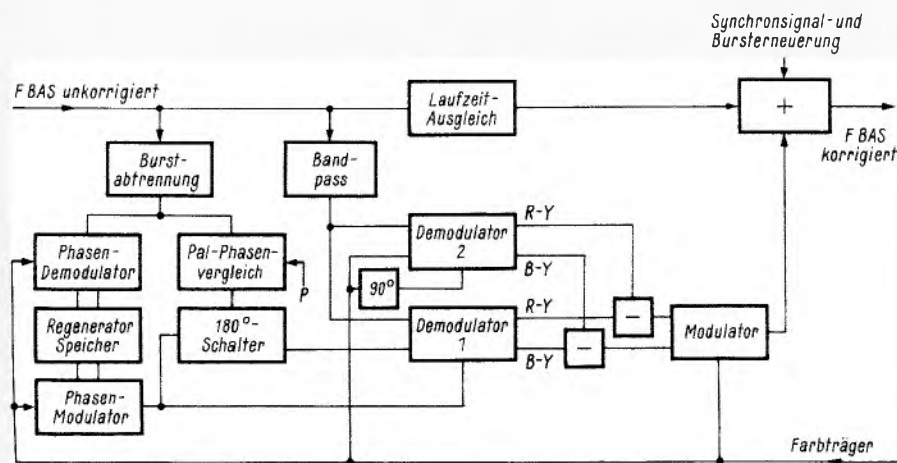 Synchronsignal-und
Bursterneuerung
F BAS unkorrigiert
Laufzeit-
Ausgleich
+
F BAS
korrigiert
Burst-
abtrennung
Band-
pass
R-Y
Demodulator
2
B-Y
Phasen-
Demodulator
Pal-Phasen-
vergleich
P
90°
Regenerator
Speicher
180°-
Schalter
R-Y
Demodulator
1
B-Y
−
−
Modulator
Phasen-
Modulator
Farbträger